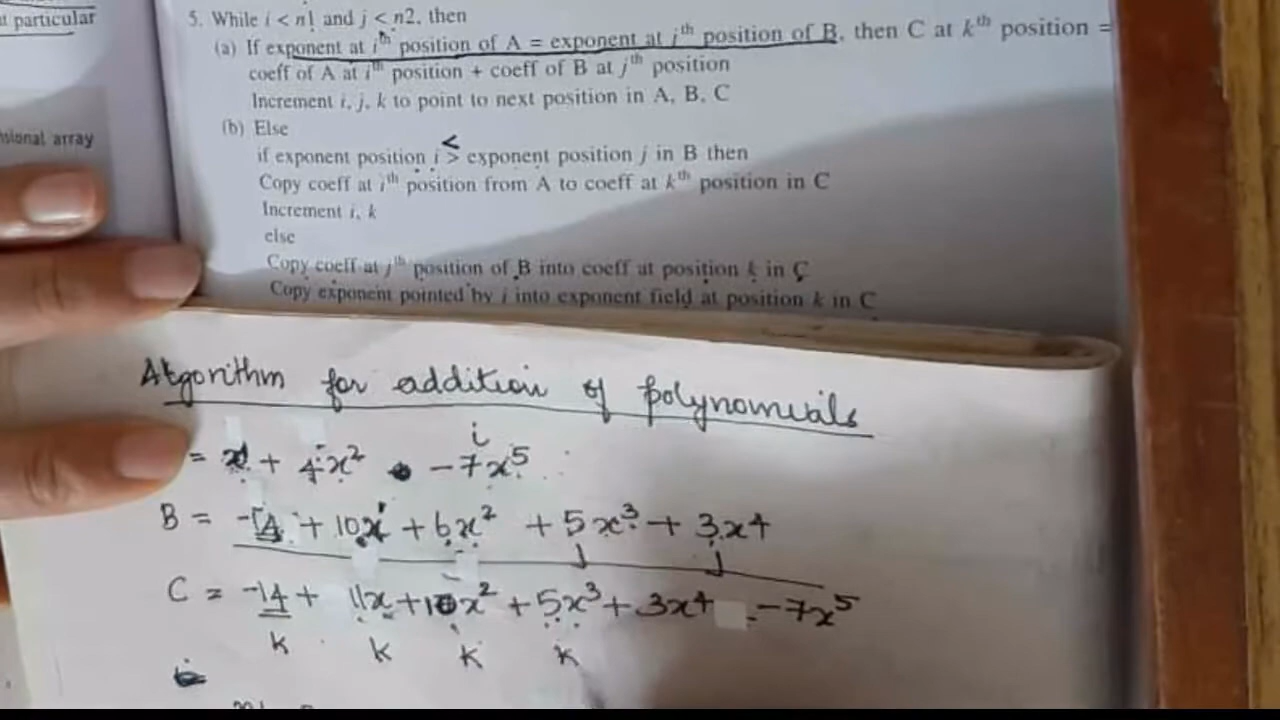 t particular
5. While i < n1 and j < n2, then
(a) If exponent at iᵗʰ position of A = exponent at jᵗʰ position of B, then C at kᵗʰ position =
coeff of A at iᵗʰ position + coeff of B at jᵗʰ position
Increment i, j, k to point to next position in A, B, C
sional array
(b) Else
<
if exponent position i > exponent position j in B then
Copy coeff at iᵗʰ position from A to coeff at kᵗʰ position in C
Increment i, k
else
Copy coeff at jᵗʰ position of B into coeff at position k in C
Copy exponent pointed by i into exponent field at position k in C
Algorithm for addition of polynomials
i
= x + 4x² - 7x⁵
B = -14 + 10x¹ + 6x² + 5x³ + 3x⁴
j j
C = -14 + 11x + 10x² + 5x³ + 3x⁴ - 7x⁵
k k k k